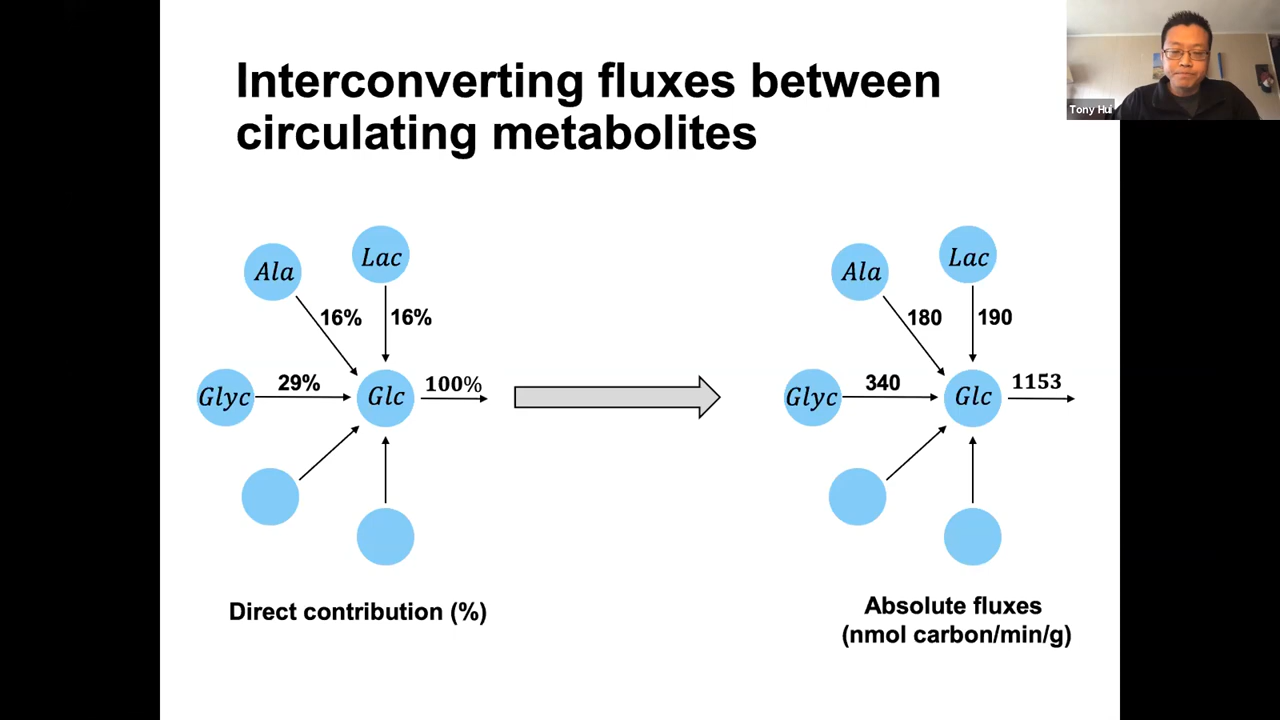 Interconverting fluxes between
circulating metabolites
Tony Hui
Ala
Lac
16%
16%
Glyc
29%
Glc
100%
Direct contribution (%)
Ala
Lac
180
190
Glyc
340
Glc
1153
Absolute fluxes
(nmol carbon/min/g)